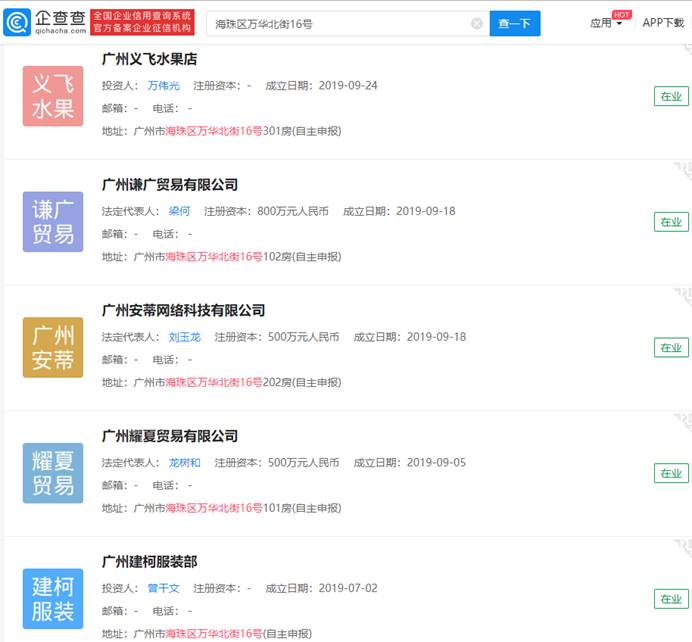 企查查
qichacha.com
全国企业信用查询系统
官方备案企业征信机构
海珠区万华北街16号
查一下
应用
HOT
APP下载
义飞
水果
广州义飞水果店
投资人： 万伟光 注册资本：- 成立日期：2019-09-24
邮箱：- 电话：-
地址：广州市海珠区万华北街16号301房(自主申报)
在业
谦广
贸易
广州谦广贸易有限公司
法定代表人： 梁何 注册资本：800万元人民币 成立日期：2019-09-18
邮箱：- 电话：-
地址：广州市海珠区万华北街16号102房(自主申报)
在业
广州
安蒂
广州安蒂网络科技有限公司
法定代表人： 刘玉龙 注册资本：500万元人民币 成立日期：2019-09-18
邮箱：- 电话：-
地址：广州市海珠区万华北街16号202房(自主申报)
在业
耀夏
贸易
广州耀夏贸易有限公司
法定代表人： 龙树和 注册资本：500万元人民币 成立日期：2019-09-05
邮箱：- 电话：-
地址：广州市海珠区万华北街16号101房(自主申报)
在业
建柯
服装
广州建柯服装部
投资人： 曾干文 注册资本：- 成立日期：2019-07-02
邮箱：- 电话：-
地址：广州市海珠区万华北街16号(自主申报)
在业